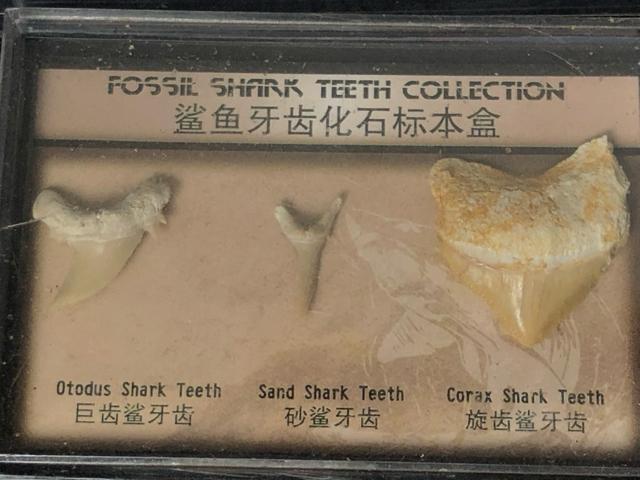 FOSSIL SHARK TEETH COLLECTION
鲨鱼牙齿化石标本盒
Otodus Shark Teeth
巨齿鲨牙齿
Sand Shark Teeth
砂鲨牙齿
Corax Shark Teeth
旋齿鲨牙齿